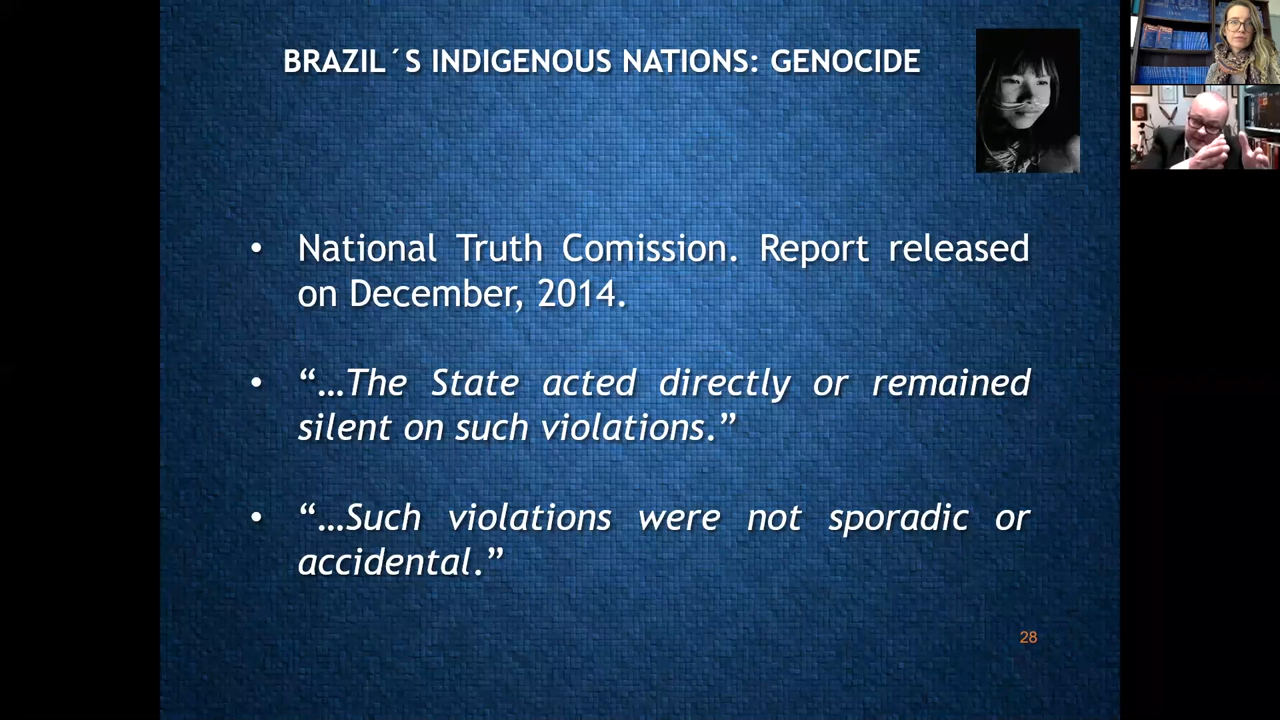 BRAZIL´S INDIGENOUS NATIONS: GENOCIDE
• National Truth Comission. Report released
on December, 2014.
• “…The State acted directly or remained
silent on such violations.”
• “…Such violations were not sporadic or
accidental.”
28